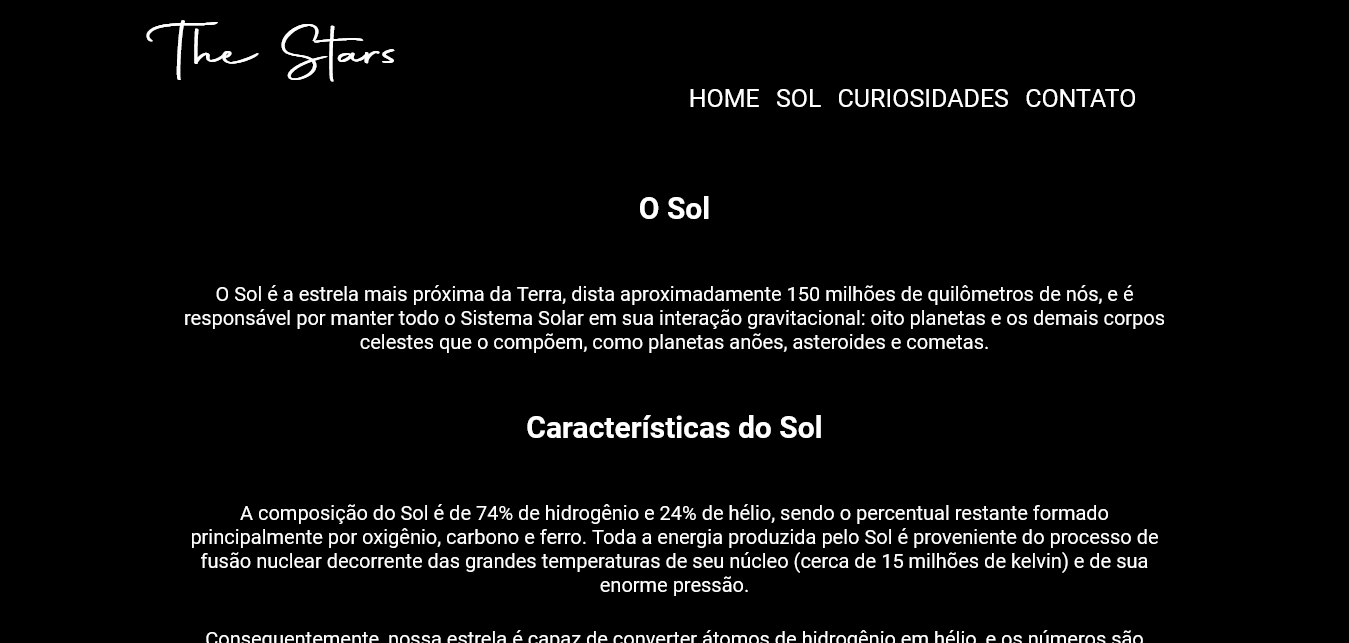 The Stars
HOME SOL CURIOSIDADES CONTATO
O Sol
O Sol é a estrela mais próxima da Terra, dista aproximadamente 150 milhões de quilômetros de nós, e é
responsável por manter todo o Sistema Solar em sua interação gravitacional: oito planetas e os demais corpos
celestes que o compõem, como planetas anões, asteroides e cometas.
Características do Sol
A composição do Sol é de 74% de hidrogênio e 24% de hélio, sendo o percentual restante formado
principalmente por oxigênio, carbono e ferro. Toda a energia produzida pelo Sol é proveniente do processo de
fusão nuclear decorrente das grandes temperaturas de seu núcleo (cerca de 15 milhões de kelvin) e de sua
enorme pressão.
Consequentemente, nossa estrela é capaz de converter átomos de hidrogênio em hélio, e os números são